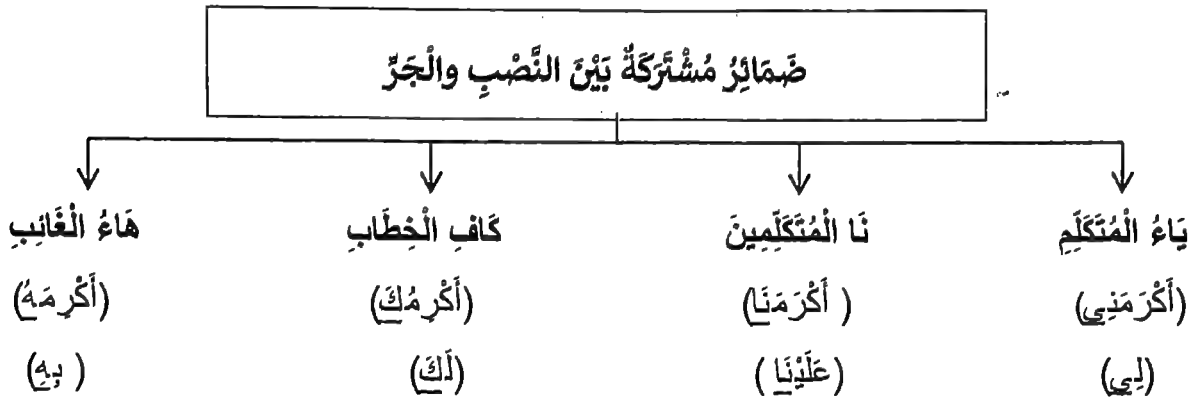 ضَمَائِرُ مُشْتَرَكَةٌ بَيْنَ النَّصْبِ والْجَرِّ
يَاءُ الْمُتَكَلِّمِ نَا الْمُتَكَلِّمِينَ كَافِ الْخِطَابِ هَاءُ الْغَائِبِ
(أَكْرَمَنِي) (أَكْرَمَنَا) (أَكْرِمُكَ) (أَكْرِمَهُ)
(لِي) (عَلَيْنَا) (لَكَ) (بِهِ)